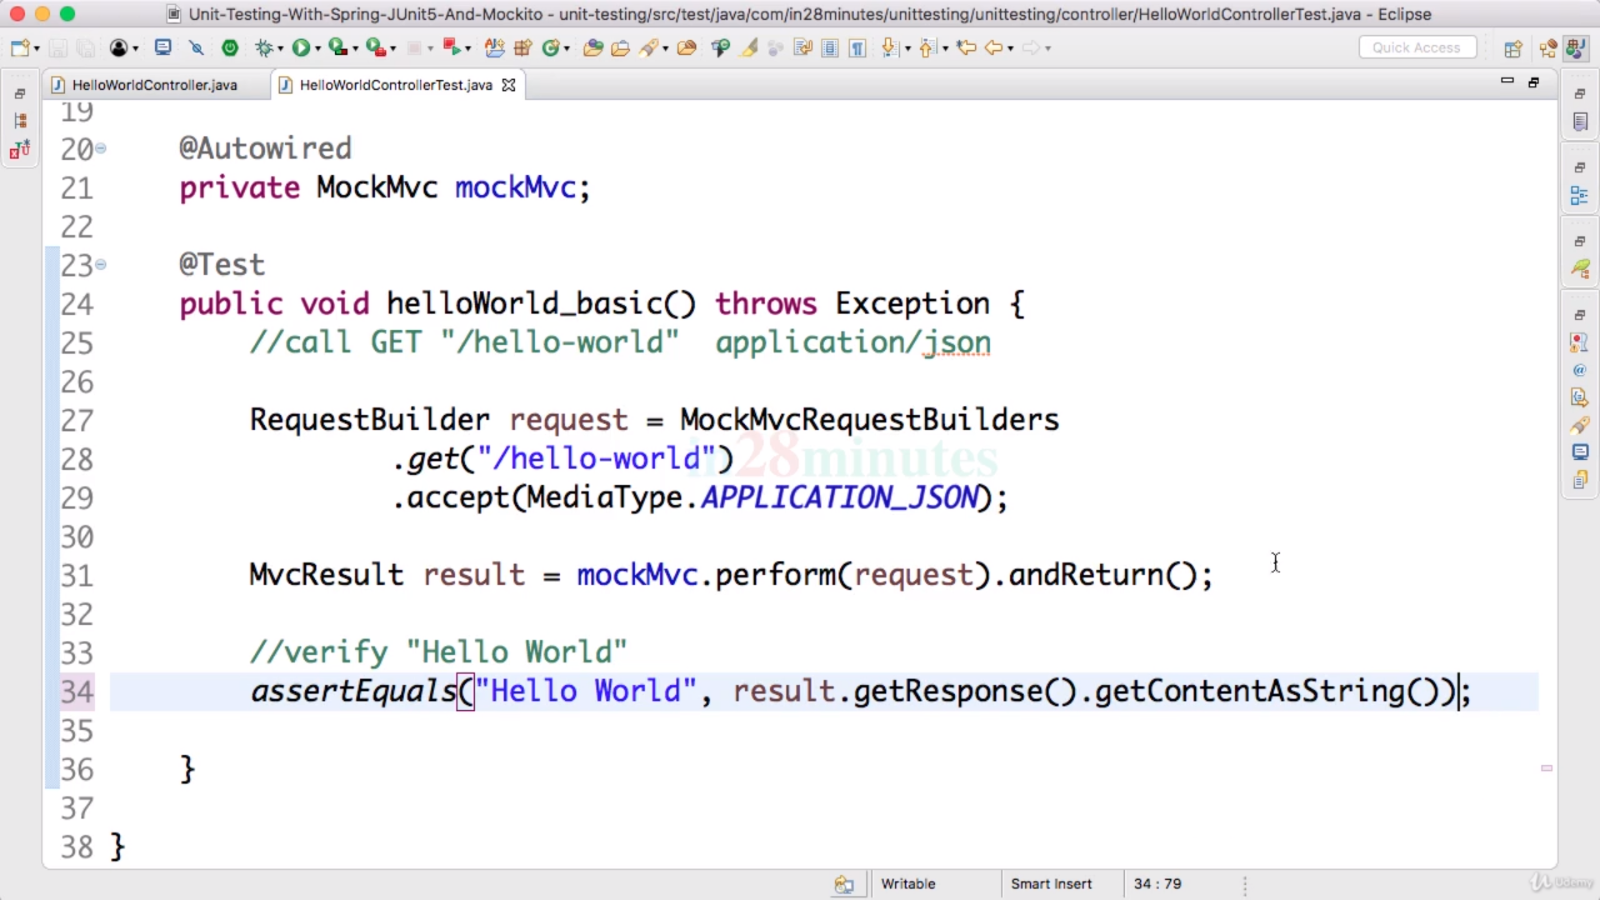 Unit-Testing-With-Spring-JUnit5-And-Mockito - unit-testing/src/test/java/com/in28minutes/unittesting/unittesting/controller/HelloWorldControllerTest.java - Eclipse
Quick Access
HelloWorldController.java HelloWorldControllerTest.java
19
20 @Autowired
21 private MockMvc mockMvc;
22
23 @Test
24 public void helloWorld_basic() throws Exception {
25 //call GET "/hello-world"  application/json
26
27 RequestBuilder request = MockMvcRequestBuilders
28 .get("/hello-world")
29 .accept(MediaType.APPLICATION_JSON);
30
31 MvcResult result = mockMvc.perform(request).andReturn();
32
33 //verify "Hello World"
34 assertEquals("Hello World", result.getResponse().getContentAsString());
35
36 }
37
38 }
in28minutes
Writable Smart Insert 34 : 79
Udemy